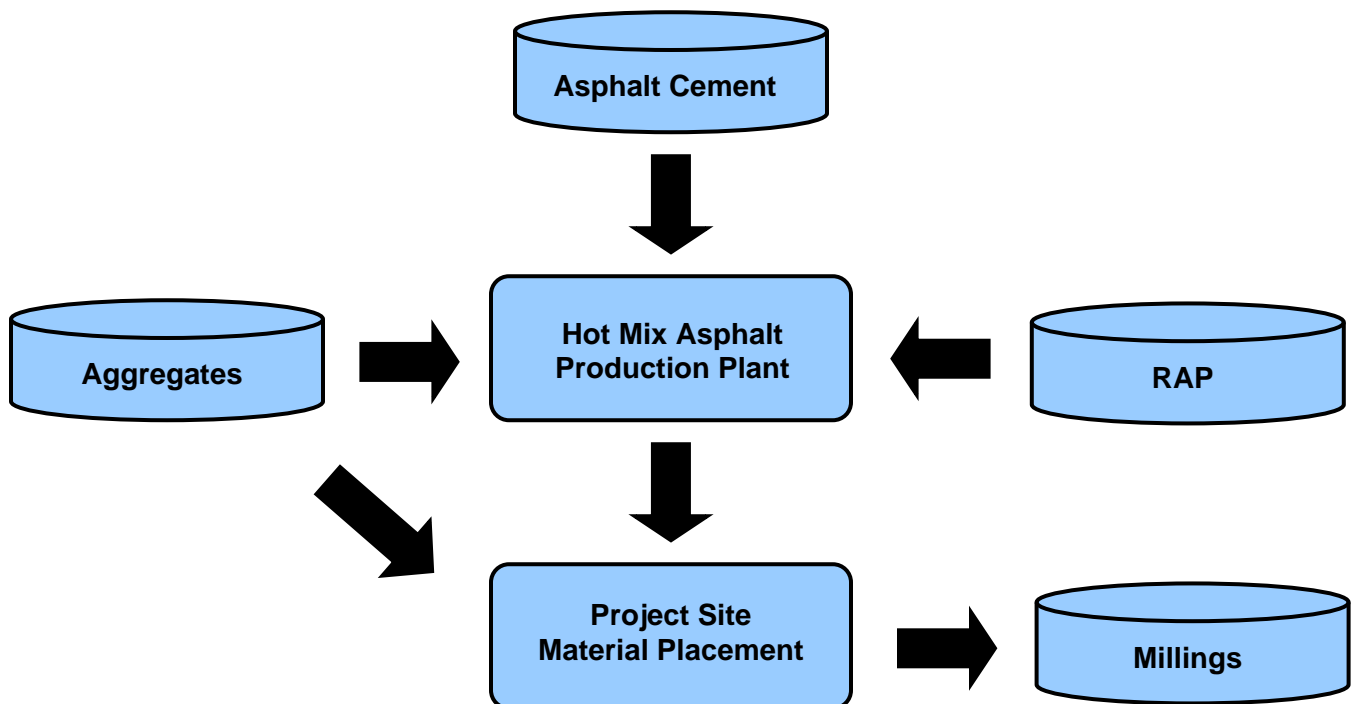 Asphalt Cement
Hot Mix Asphalt
Production Plant
Aggregates
RAP
Project Site
Material Placement
Millings